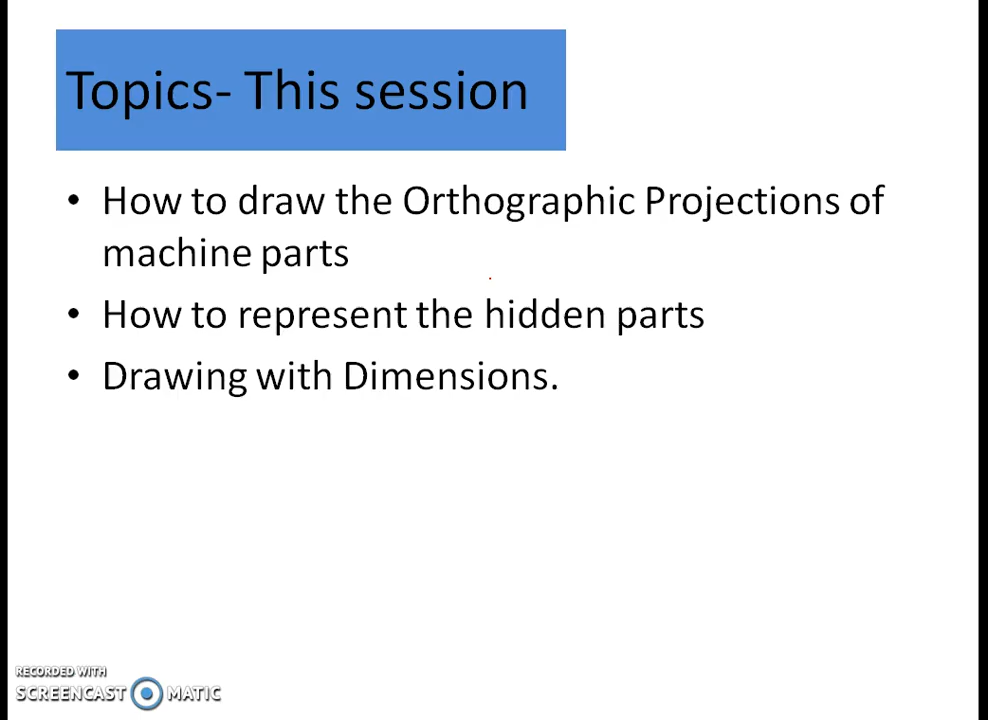 Topics- This session
• How to draw the Orthographic Projections of
machine parts
• How to represent the hidden parts
• Drawing with Dimensions.
RECORDED WITH
SCREENCAST MATIC